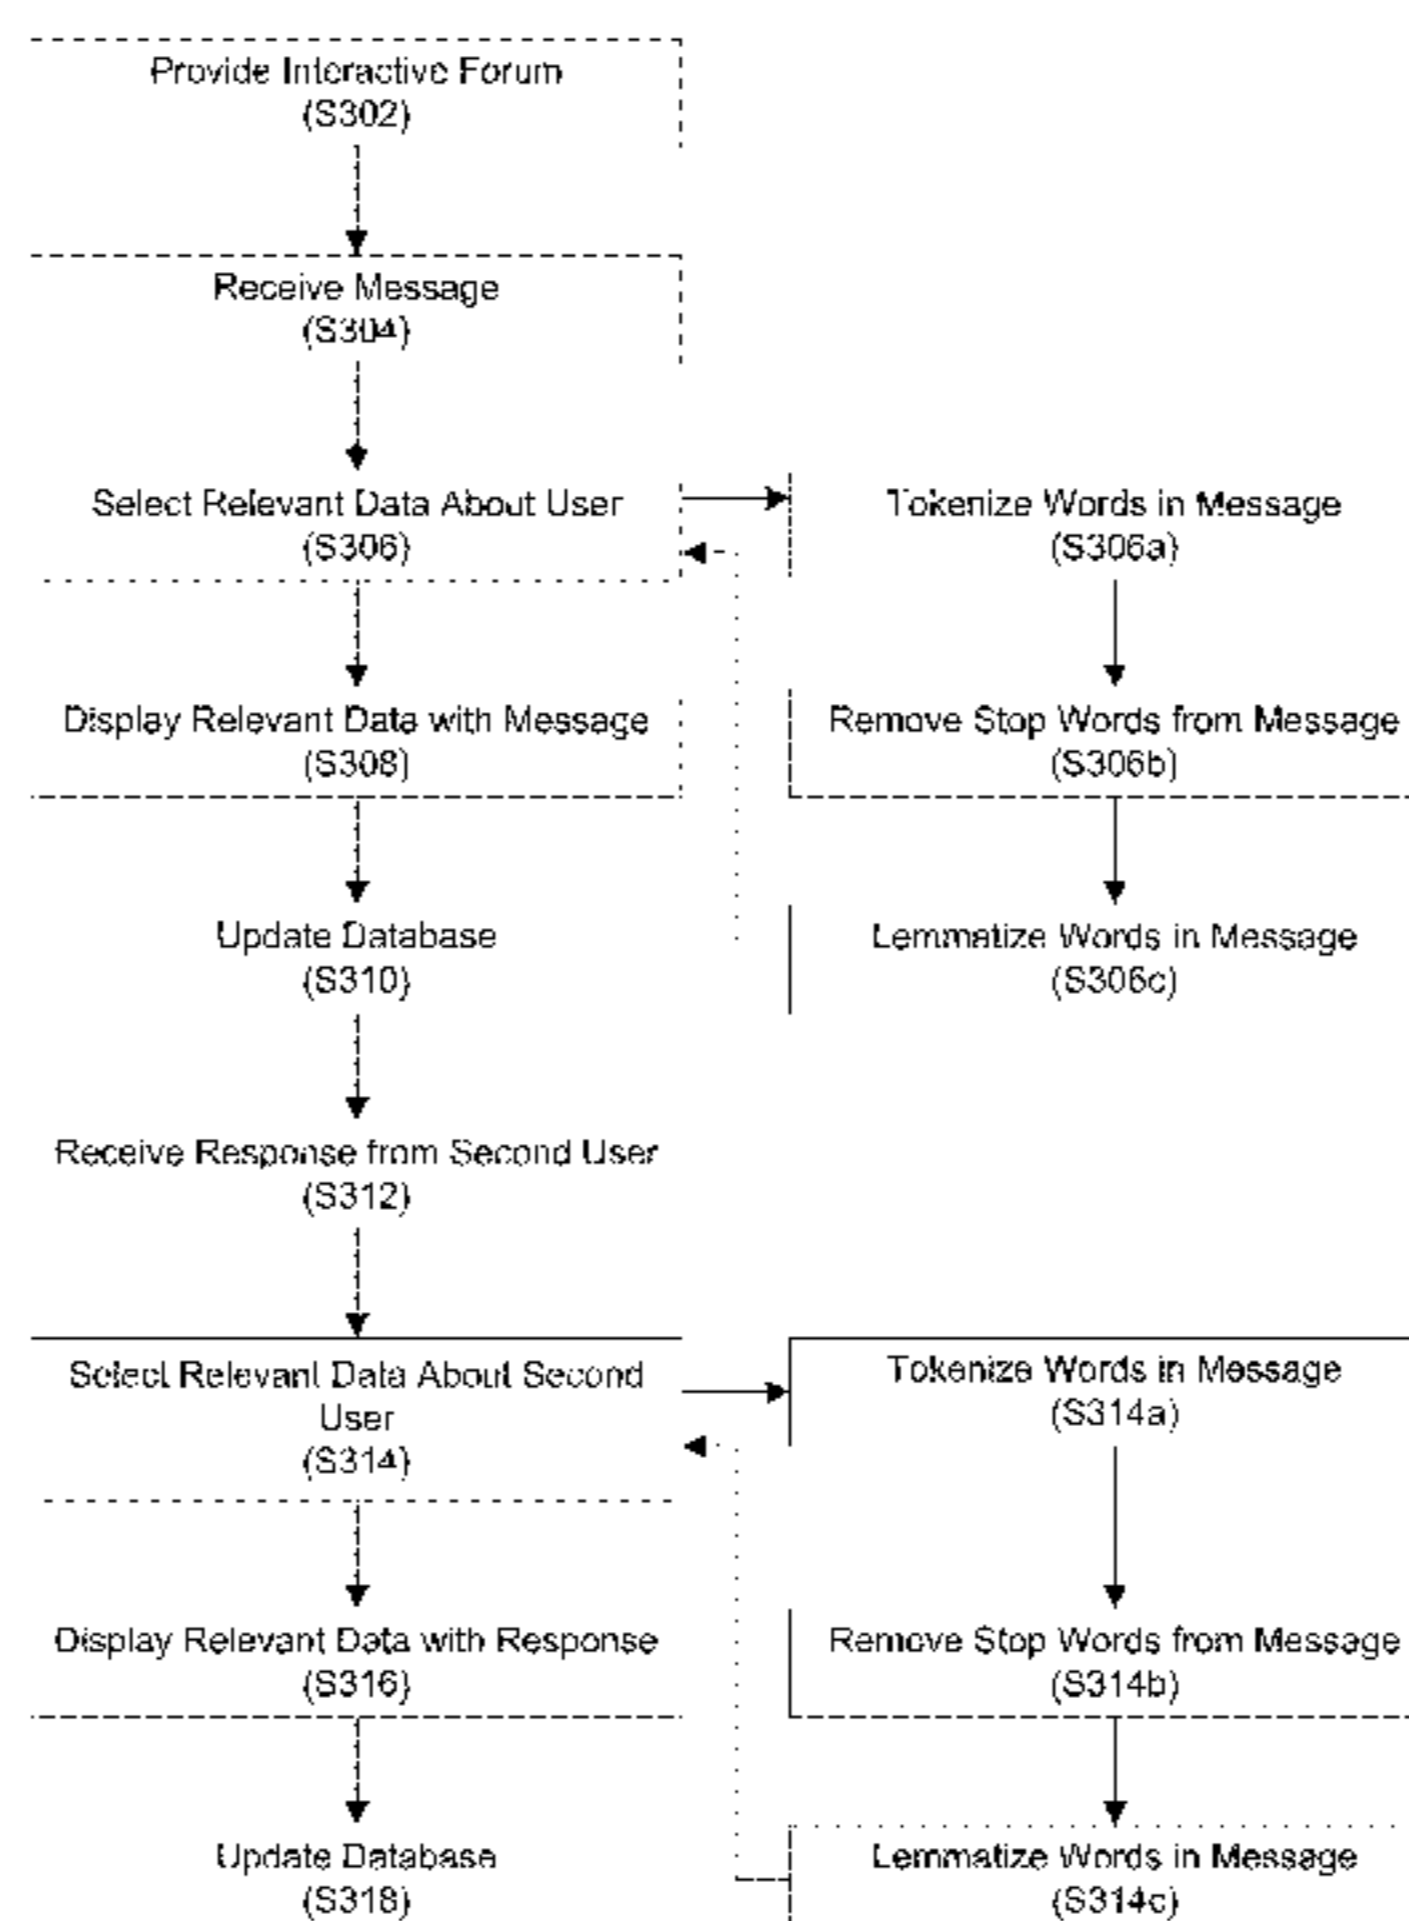 Provide Interactive Forum
(S302)
Receive Message
(S304)
Select Relevant Data About User
(S306)
Tokenize Words in Message
(S306a)
Display Relevant Data with Message
(S308)
Remove Stop Words from Message
(S306b)
Update Database
(S310)
Lemmatize Words in Message
(S306c)
Receive Response from Second User
(S312)
Select Relevant Data About Second
User
(S314)
Tokenize Words in Message
(S314a)
Display Relevant Data with Response
(S316)
Remove Stop Words from Message
(S314b)
Update Database
(S318)
Lemmatize Words in Message
(S314c)